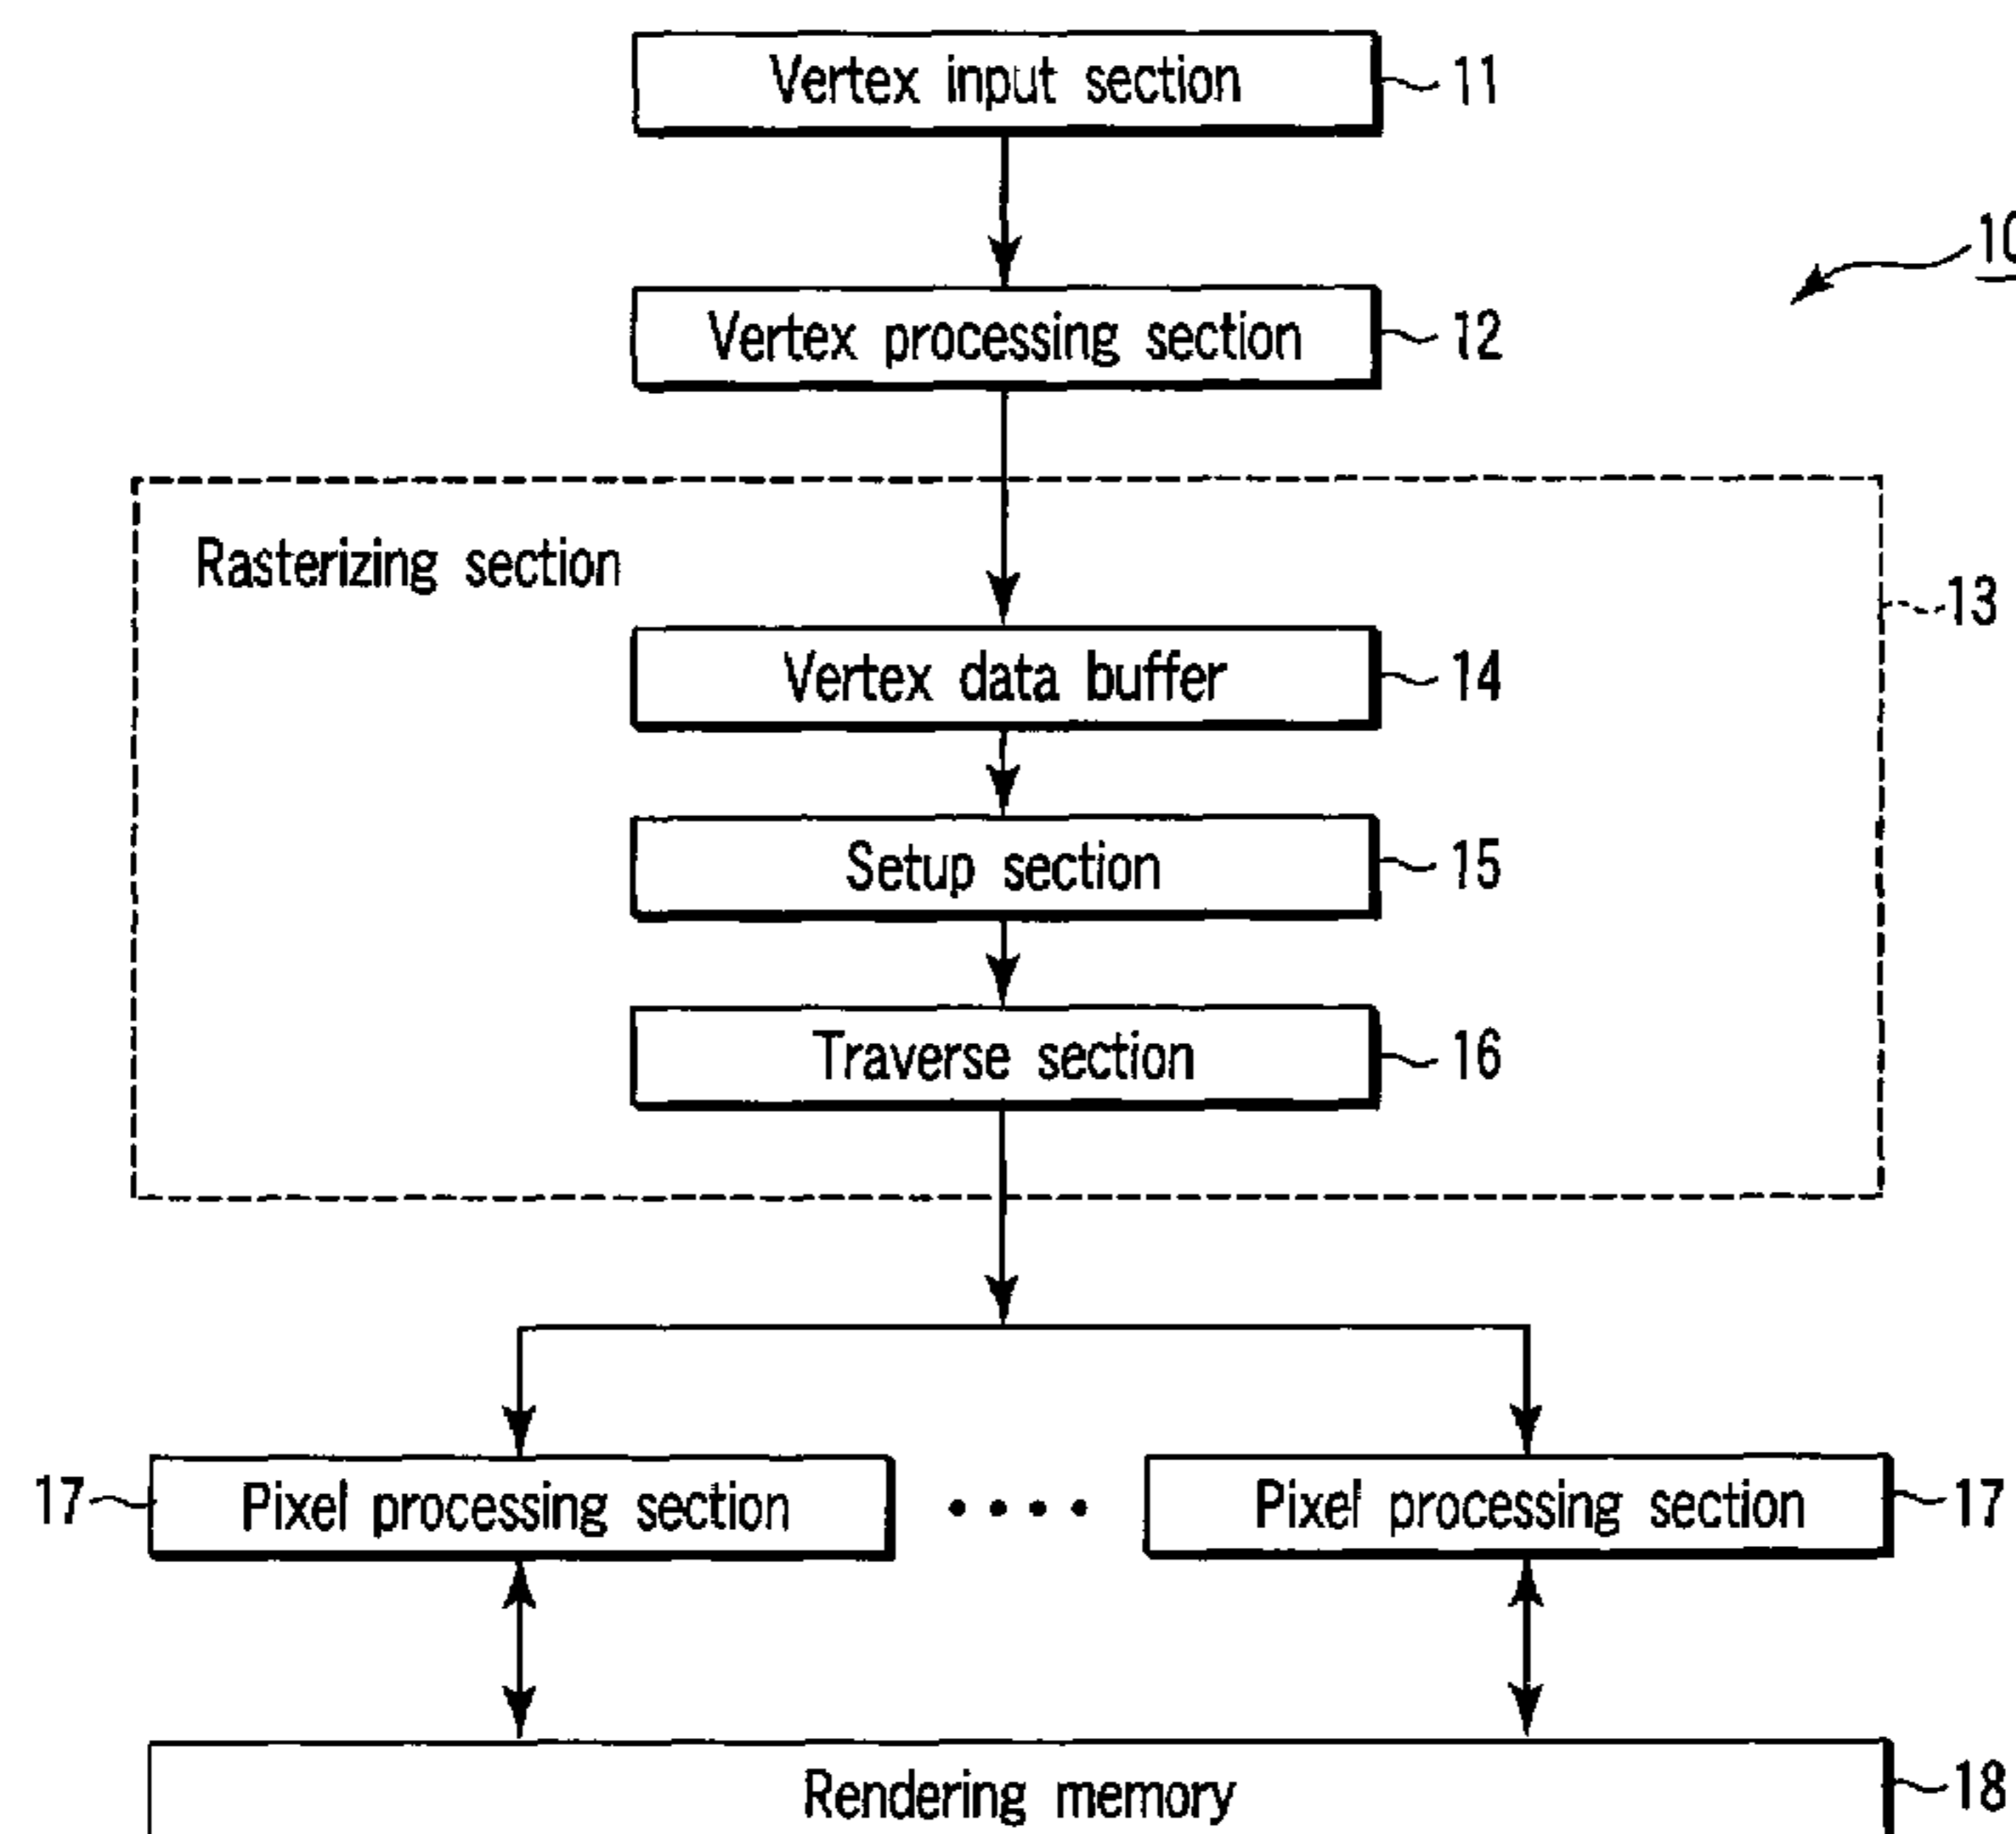 Vertex input section 11
10
Vertex processing section 12
Rasterizing section
13
Vertex data buffer 14
Setup section 15
Traverse section 16
17 Pixel processing section •••• Pixel processing section 17
Rendering memory 18